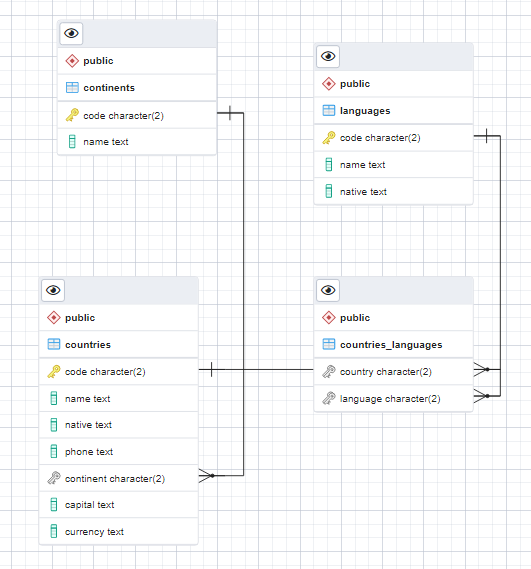 public
continents
code character(2)
name text
public
languages
code character(2)
name text
native text
public
countries
code character(2)
name text
native text
phone text
continent character(2)
capital text
currency text
public
countries_languages
country character(2)
language character(2)